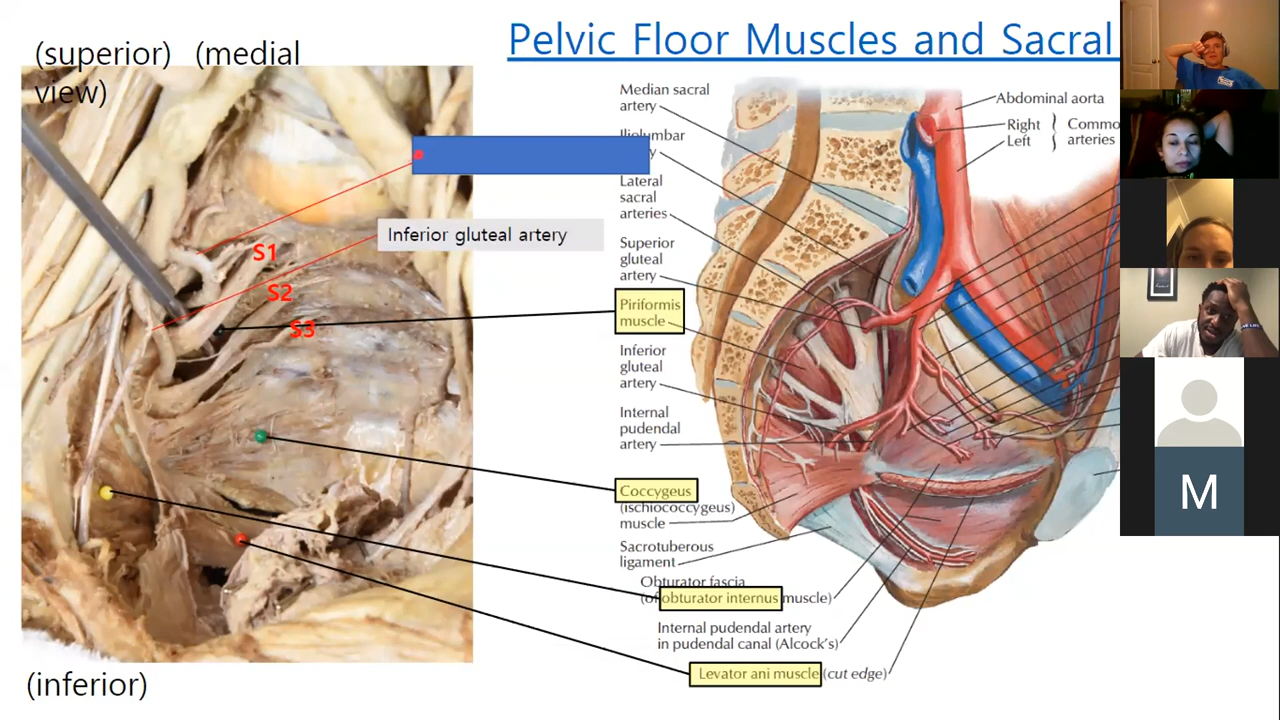 Pelvic Floor Muscles and Sacral
(superior) (medial
view)
S1
Inferior gluteal artery
S2
S3
(inferior)
Median sacral
artery
Iliolumbar
y
Lateral
sacral
arteries
Superior
gluteal
artery
Piriformis
muscle
Inferior
gluteal
artery
Internal
pudendal
artery
Coccygeus
(ischiococcygeus)
muscle
Sacrotuberous
ligament
Obturator fascia
(of obturator internus muscle)
Internal pudendal artery
in pudendal canal (Alcock's)
Levator ani muscle (cut edge)
Abdominal aorta
Right } Commo
Left } arteries
M